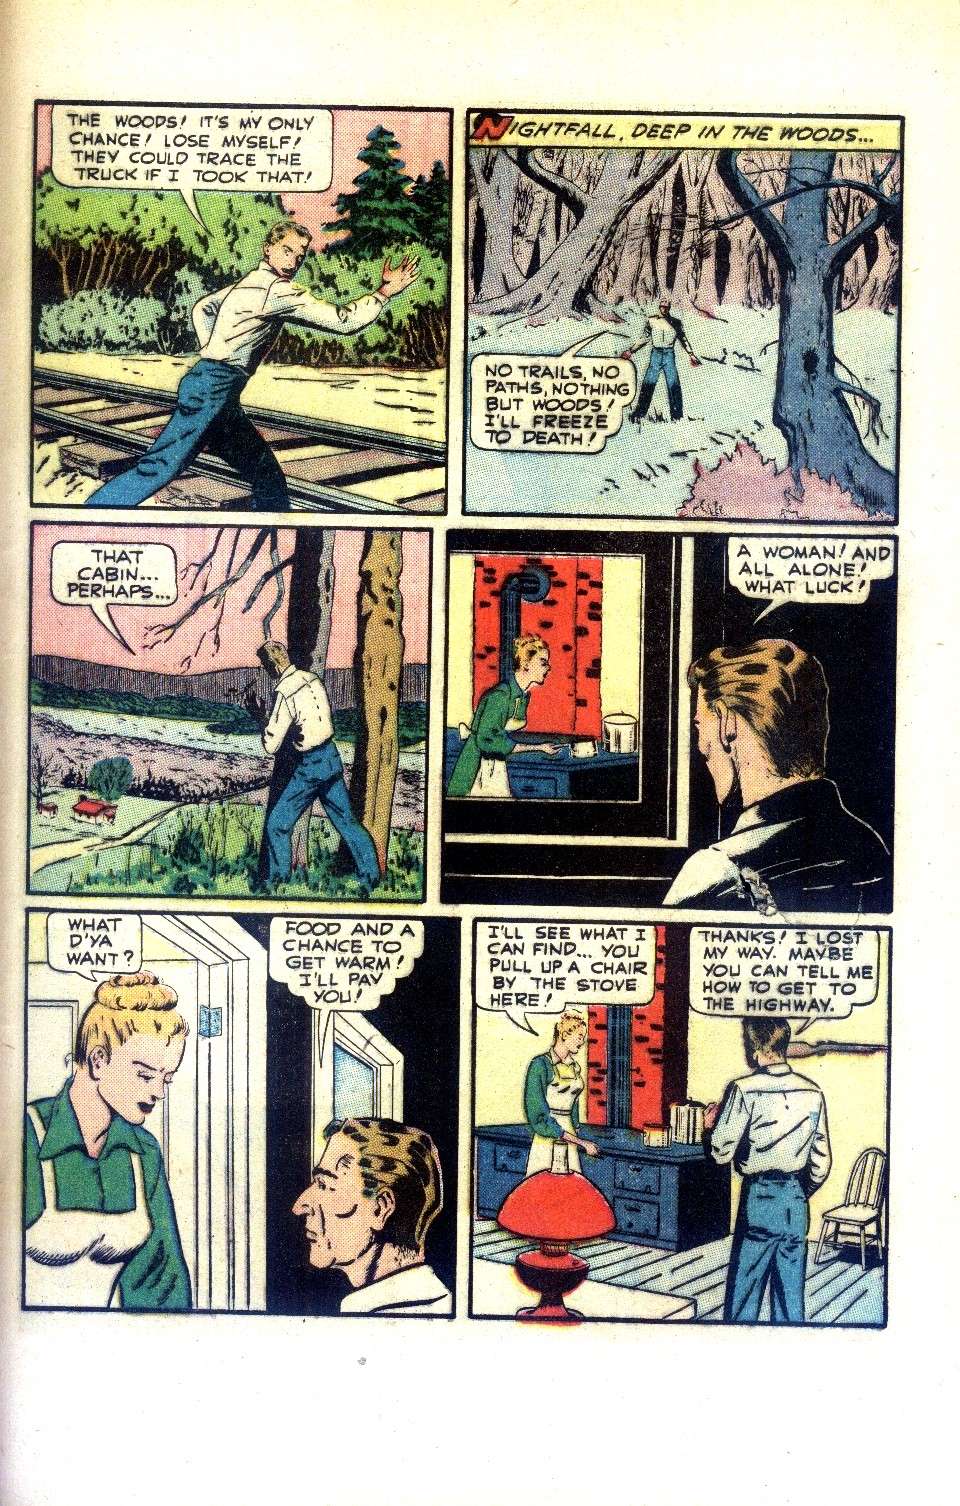 THE WOODS! IT'S MY ONLY
CHANCE! LOSE MYSELF!
THEY COULD TRACE THE
TRUCK IF I TOOK THAT!
NIGHTFALL, DEEP IN THE WOODS...
NO TRAILS, NO
PATHS, NOTHING
BUT WOODS!
I'LL FREEZE
TO DEATH!
THAT
CABIN...
PERHAPS...
A WOMAN! AND
ALL ALONE!
WHAT LUCK!
WHAT
D'YA
WANT?
FOOD AND A
CHANCE TO
GET WARM!
I'LL PAY
YOU!
I'LL SEE WHAT I
CAN FIND... YOU
PULL UP A CHAIR
BY THE STOVE
HERE!
THANKS! I LOST
MY WAY. MAYBE
YOU CAN TELL ME
HOW TO GET TO
THE HIGHWAY.